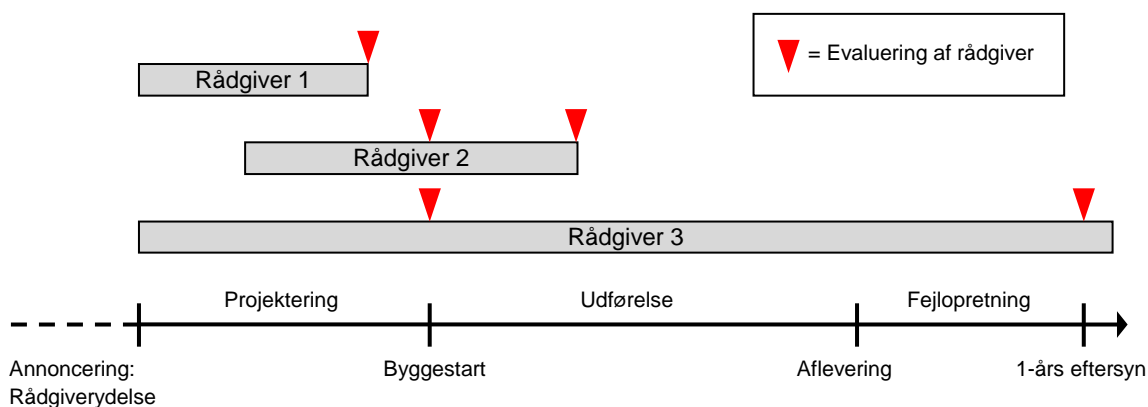 = Evaluering af rådgiver
Rådgiver 1
Rådgiver 2
Rådgiver 3
Projektering
Udførelse
Fejlopretning
Annoncering:
Rådgiverydelse
Byggestart
Aflevering
1-års eftersyn